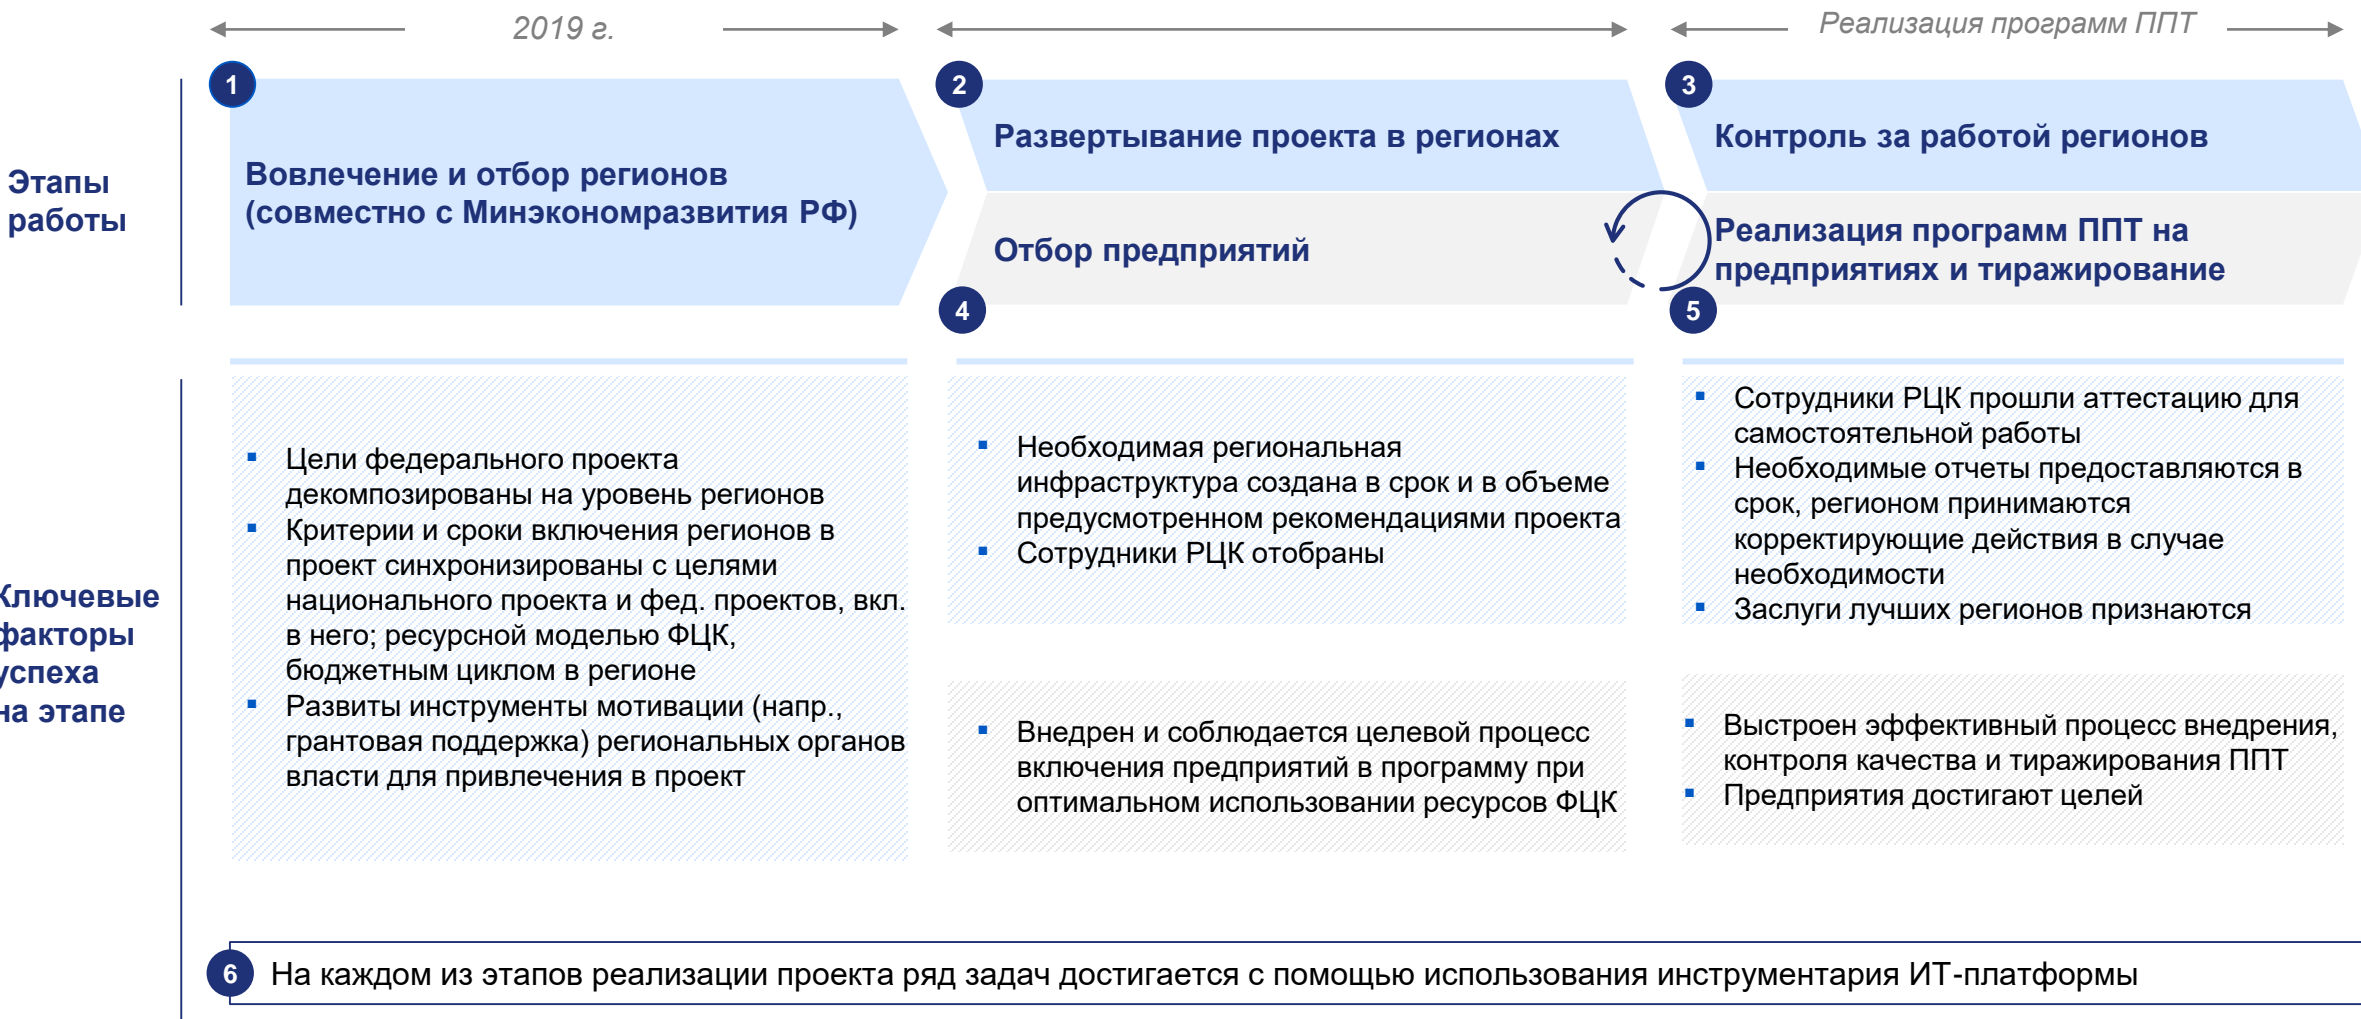 2019 г.
Реализация программ ППТ
Этапы
работы
1
Вовлечение и отбор регионов
(совместно с Минэкономразвития РФ)
2
Развертывание проекта в регионах
Отбор предприятий
4
3
Контроль за работой регионов
Реализация программ ППТ на
предприятиях и тиражирование
5
Ключевые
факторы
успеха
на этапе
▪ Цели федерального проекта
декомпозированы на уровень регионов
▪ Критерии и сроки включения регионов в
проект синхронизированы с целями
национального проекта и фед. проектов, вкл.
в него; ресурсной моделью ФЦК,
бюджетным циклом в регионе
▪ Развиты инструменты мотивации (напр.,
грантовая поддержка) региональных органов
власти для привлечения в проект
▪ Необходимая региональная
инфраструктура создана в срок и в объеме
предусмотренном рекомендациями проекта
▪ Сотрудники РЦК отобраны
▪ Внедрен и соблюдается целевой процесс
включения предприятий в программу при
оптимальном использовании ресурсов ФЦК
▪ Сотрудники РЦК прошли аттестацию для
самостоятельной работы
▪ Необходимые отчеты предоставляются в
срок, регионом принимаются
корректирующие действия в случае
необходимости
▪ Заслуги лучших регионов признаются
▪ Выстроен эффективный процесс внедрения,
контроля качества и тиражирования ППТ
▪ Предприятия достигают целей
6 На каждом из этапов реализации проекта ряд задач достигается с помощью использования инструментария ИТ-платформы